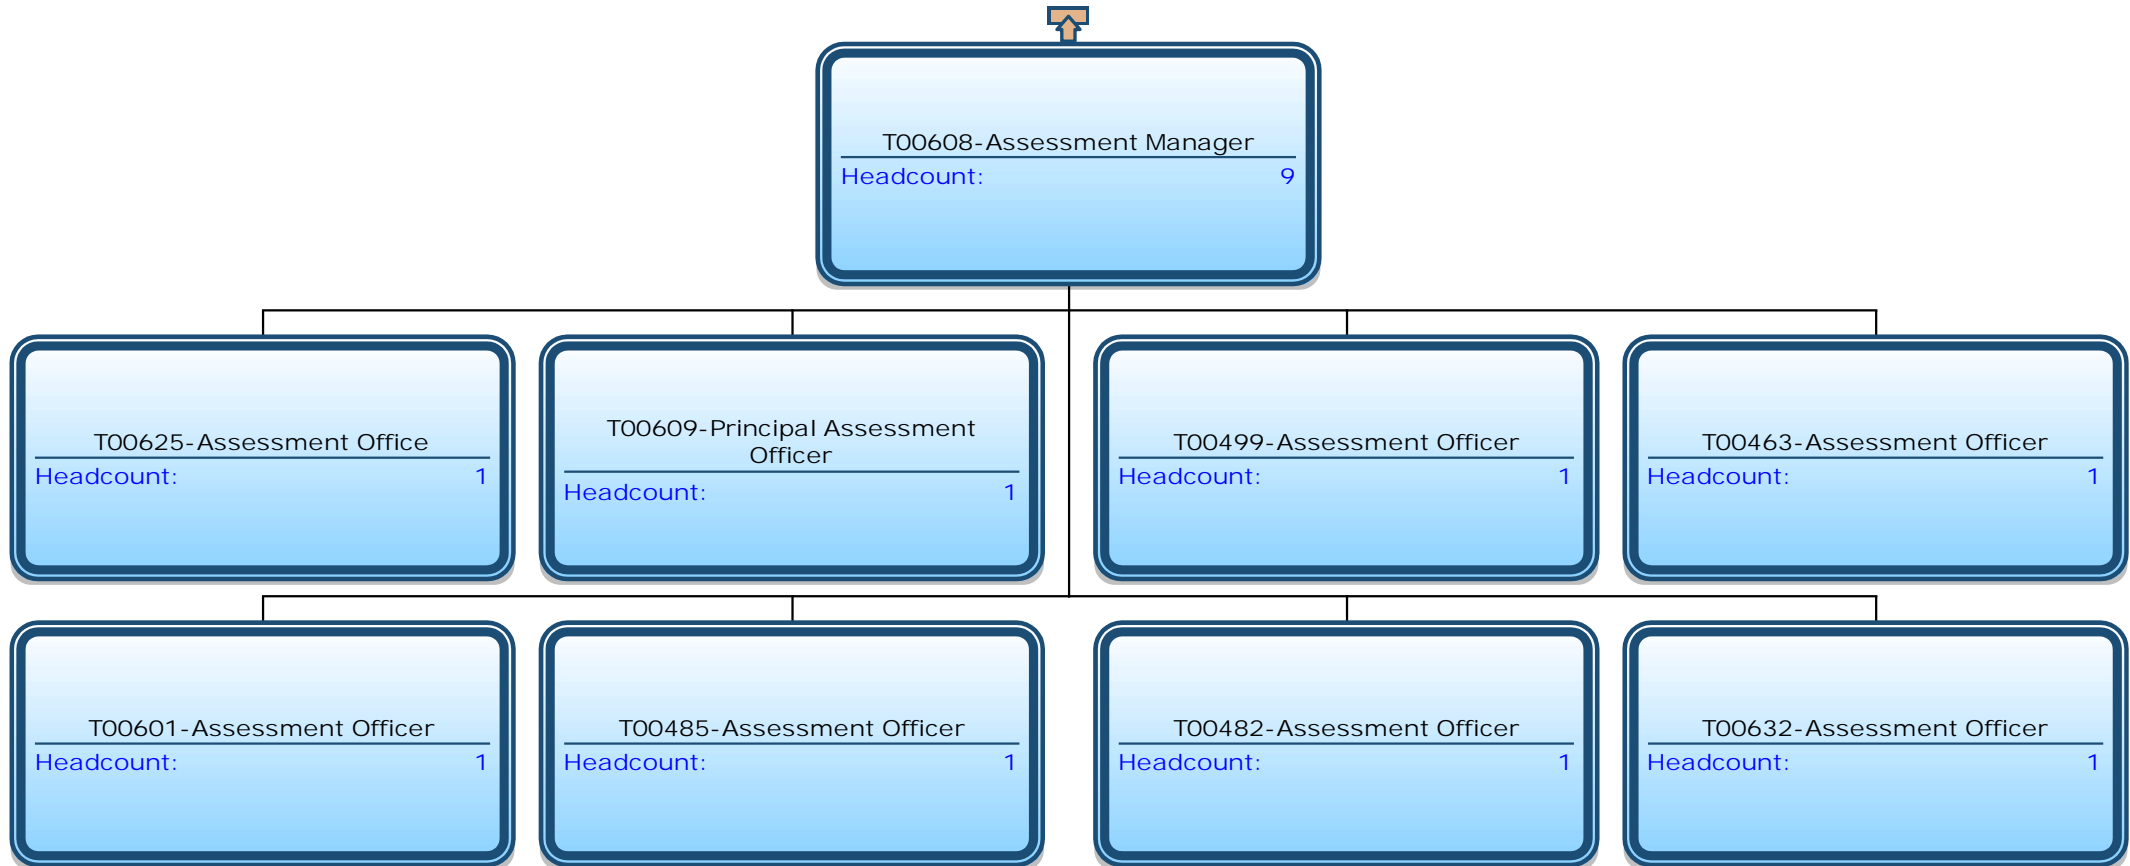 T00608-Assessment Manager
Headcount: 9
T00625-Assessment Office
Headcount: 1
T00609-Principal Assessment
Officer
Headcount: 1
T00499-Assessment Officer
Headcount: 1
T00463-Assessment Officer
Headcount: 1
T00601-Assessment Officer
Headcount: 1
T00485-Assessment Officer
Headcount: 1
T00482-Assessment Officer
Headcount: 1
T00632-Assessment Officer
Headcount: 1